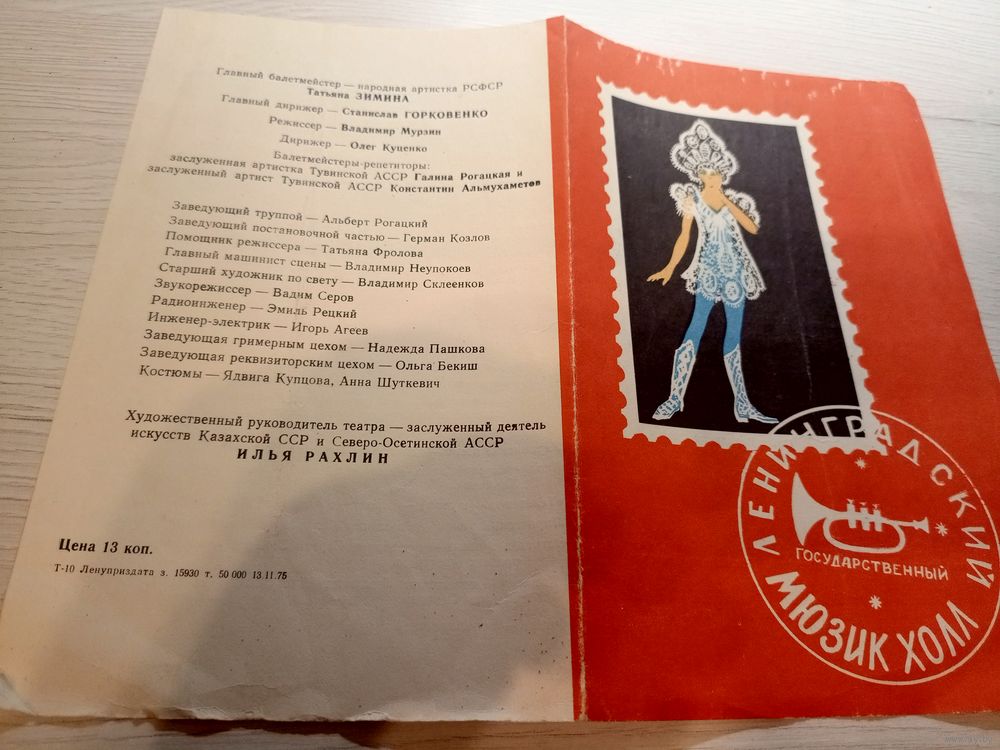 Главный балетмейстер — народная артистка РСФСР
Татьяна ЗИМИНА
Главный дирижер — Станислав ГОРКОВЕНКО
Режиссер — Владимир Мурзин
Дирижер — Олег Куценко
Балетмейстеры-репетиторы:
заслуженная артистка Тувинской АССР Галина Рогацкая и
заслуженный артист Тувинской АССР Константин Альмухаметов
Заведующий труппой — Альберт Рогацкий
Заведующий постановочной частью — Герман Козлов
Помощник режиссера — Татьяна Фролова
Главный машинист сцены — Владимир Неупокоев
Старший художник по свету — Владимир Склеенков
Звукорежиссер — Вадим Серов
Радиоинженер — Эмиль Рецкий
Инженер-электрик — Игорь Агеев
Заведующая гримерным цехом — Надежда Пашкова
Заведующая реквизиторским цехом — Ольга Бекиш
Костюмы — Ядвига Купцова, Анна Шуткевич
Художественный руководитель театра — заслуженный деятель
искусств Казахской ССР и Северо-Осетинской АССР
ИЛЬЯ РАХЛИН
Цена 13 коп.
Т-10 Ленуприздата з. 15930 т. 50 000 13.11.75
ЛЕНИНГРАДСКИЙ
ГОСУДАРСТВЕННЫЙ
МЮЗИК ХОЛЛ